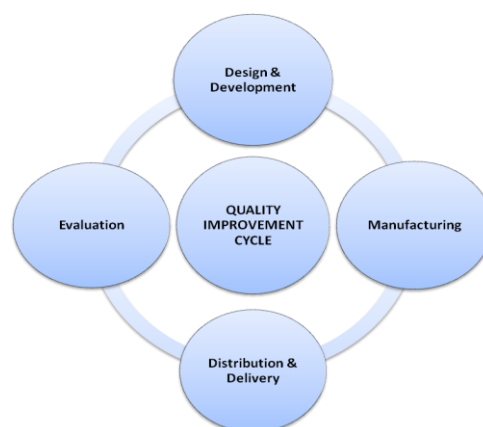 Design &
Development
Evaluation
QUALITY
IMPROVEMENT
CYCLE
Manufacturing
Distribution &
Delivery